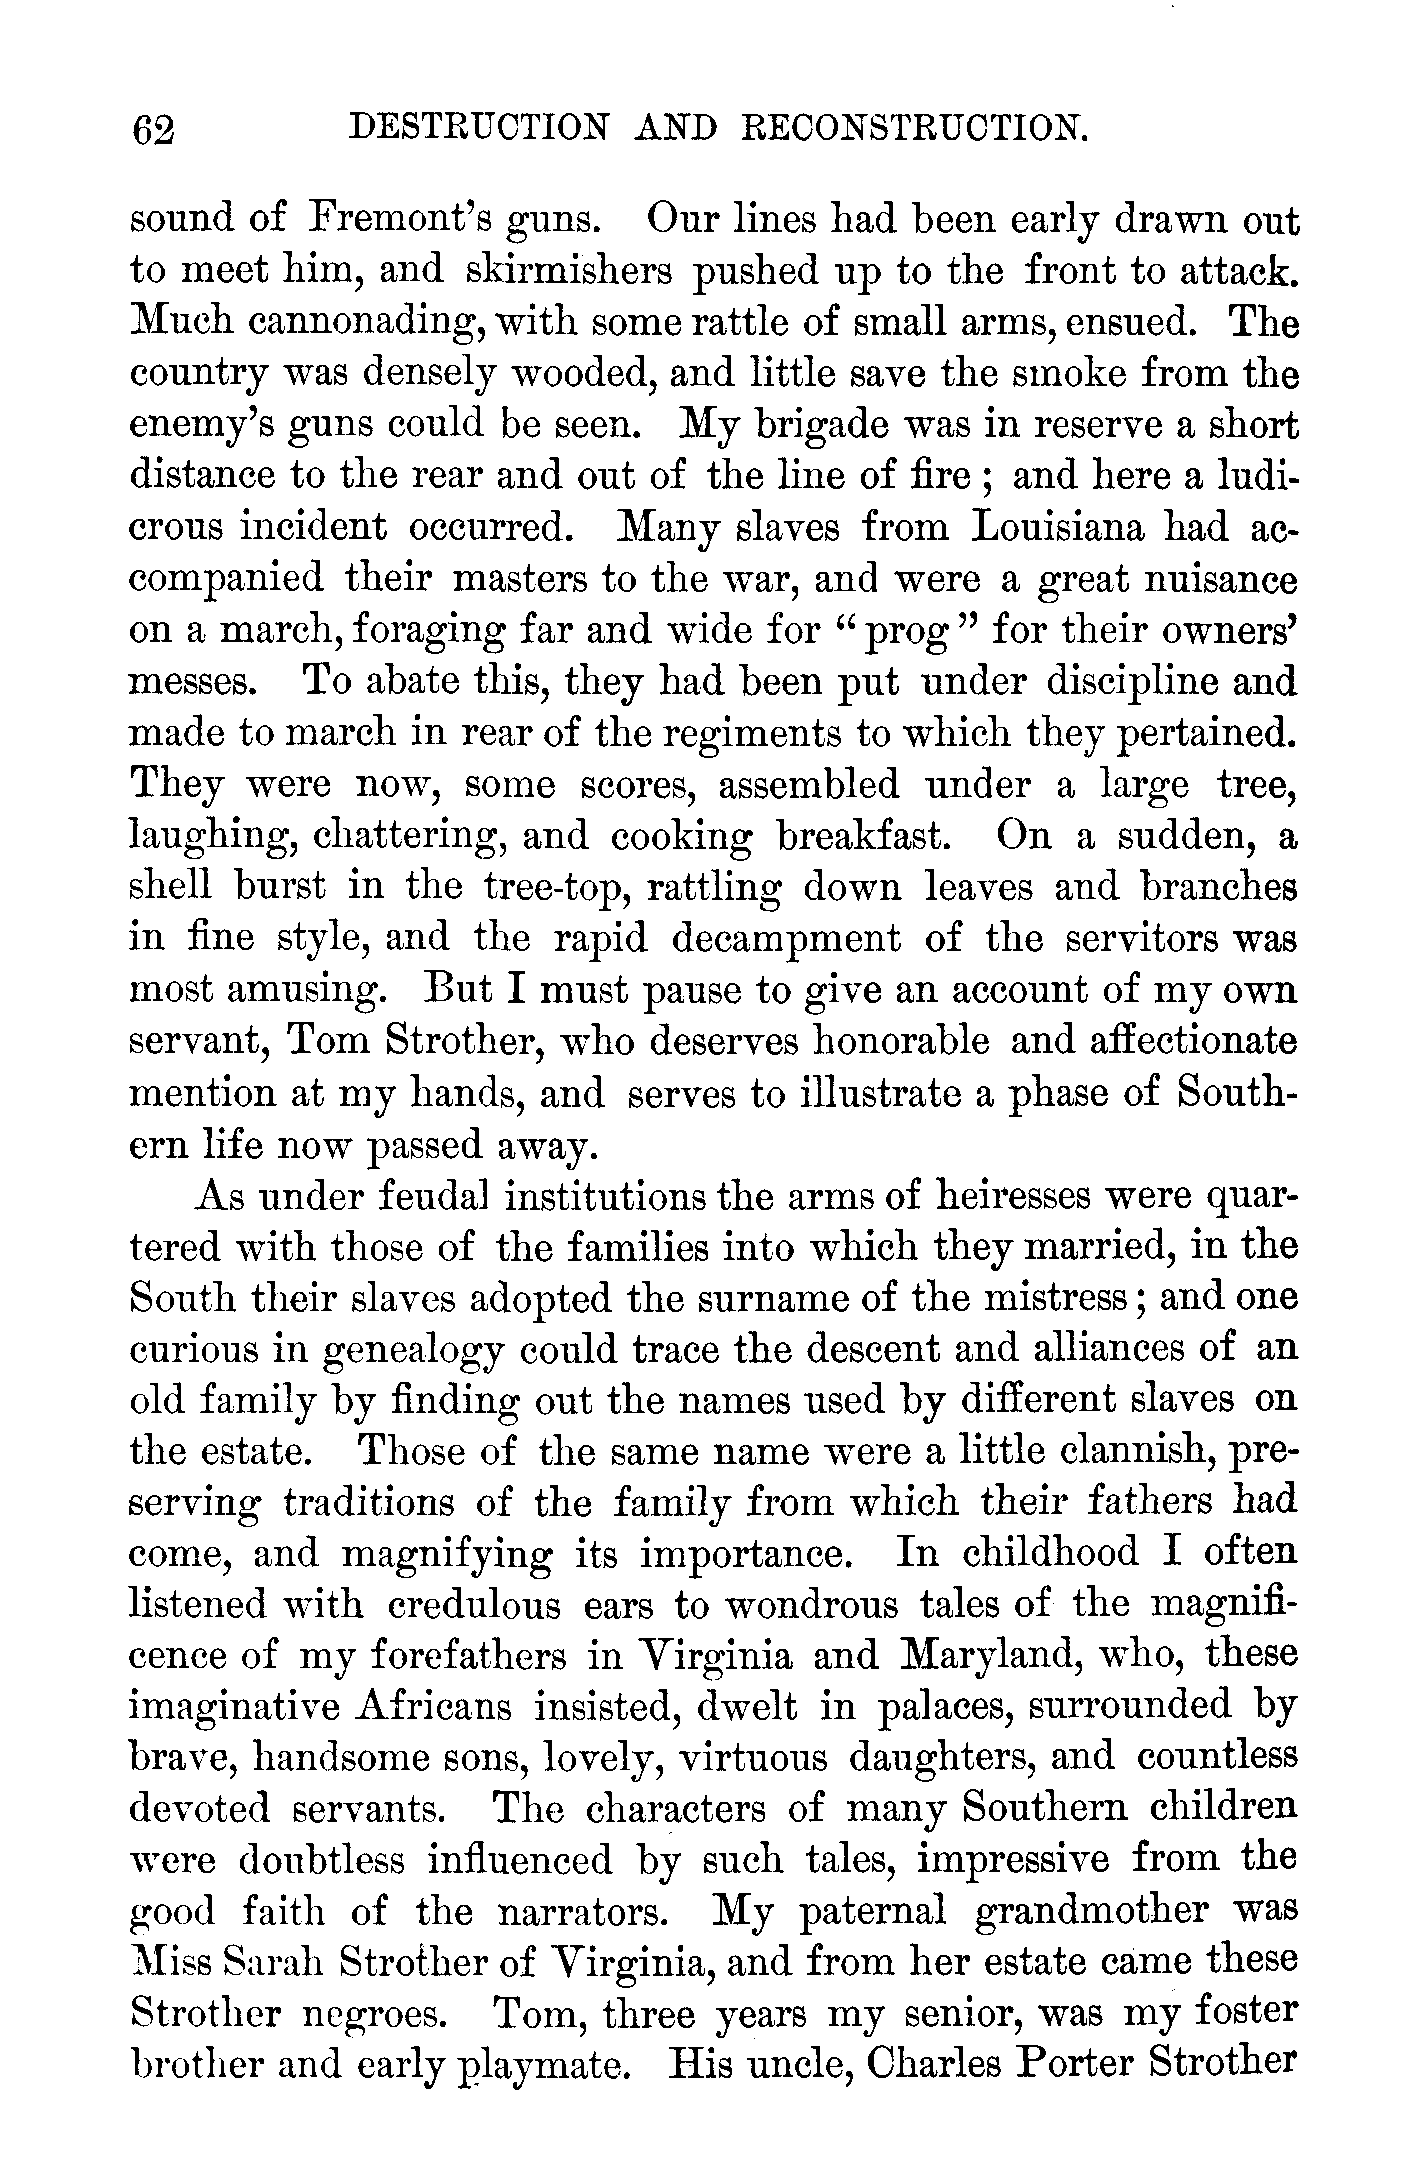 62 DESTRUCTION AND RECONSTRUCTION.
sound of Fremont's guns. Our lines had been early drawn out
to meet him, and skirmishers pushed up to the front to attack.
Much cannonading, with some rattle of small arms, ensued. The
country was densely wooded, and little save the smoke from the
enemy's guns could be seen. My brigade was in reserve a short
distance to the rear and out of the line of fire ; and here a ludi-
crous incident occurred. Many slaves from Louisiana had ac-
companied their masters to the war, and were a great nuisance
on a march, foraging far and wide for “ prog ” for their owners'
messes. To abate this, they had been put under discipline and
made to march in rear of the regiments to which they pertained.
They were now, some scores, assembled under a large tree,
laughing, chattering, and cooking breakfast. On a sudden, a
shell burst in the tree-top, rattling down leaves and branches
in fine style, and the rapid decampment of the servitors was
most amusing. But I must pause to give an account of my own
servant, Tom Strother, who deserves honorable and affectionate
mention at my hands, and serves to illustrate a phase of South-
ern life now passed away.
As under feudal institutions the arms of heiresses were quar-
tered with those of the families into which they married, in the
South their slaves adopted the surname of the mistress ; and one
curious in genealogy could trace the descent and alliances of an
old family by finding out the names used by different slaves on
the estate. Those of the same name were a little clannish, pre-
serving traditions of the family from which their fathers had
come, and magnifying its importance. In childhood I often
listened with credulous ears to wondrous tales of the magnifi-
cence of my forefathers in Virginia and Maryland, who, these
imaginative Africans insisted, dwelt in palaces, surrounded by
brave, handsome sons, lovely, virtuous daughters, and countless
devoted servants. The characters of many Southern children
were doubtless influenced by such tales, impressive from the
good faith of the narrators. My paternal grandmother was
Miss Sarah Strother of Virginia, and from her estate came these
Strother negroes. Tom, three years my senior, was my foster
brother and early playmate. His uncle, Charles Porter Strother